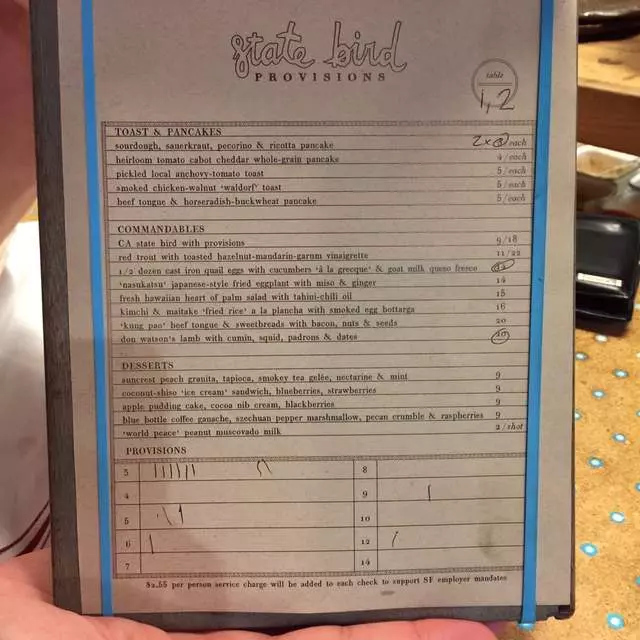 state bird
PROVISIONS
table
1,2
TOAST & PANCAKES
sourdough, sauerkraut, pecorino & ricotta pancake 2x /each
heirloom tomato cabot cheddar whole-grain pancake 4/each
pickled local anchovy-tomato toast 5/each
smoked chicken-walnut 'waldorf' toast 5/each
beef tongue & horseradish-buckwheat pancake 5/each
COMMANDABLES
CA state bird with provisions 9/18
red trout with toasted hazelnut-mandarin-garum vinaigrette 11/22
1/2 dozen cast iron quail eggs with cucumbers 'à la grecque' & goat milk queso fresco
'nasukatsu' japanese-style fried eggplant with miso & ginger 14
fresh hawaiian heart of palm salad with tahini-chili oil 15
kimchi & maitake 'fried rice' a la plancha with smoked egg bottarga 16
'kung pao' beef tongue & sweetbreads with bacon, nuts & seeds 20
don watson's lamb with cumin, squid, padrons & dates 20
DESSERTS
suncrest peach granita, tapioca, smokey tea gelée, nectarine & mint 9
coconut-shiso 'ice cream' sandwich, blueberries, strawberries 9
apple pudding cake, cocoa nib cream, blackberries 9
blue bottle coffee ganache, szechuan pepper marshmallow, pecan crumble & raspberries 9
'world peace' peanut muscovado milk 2/shot
PROVISIONS
3 8
4 9
5 10
6 12
7 14
$2.55 per person service charge will be added to each check to support SF employer mandates